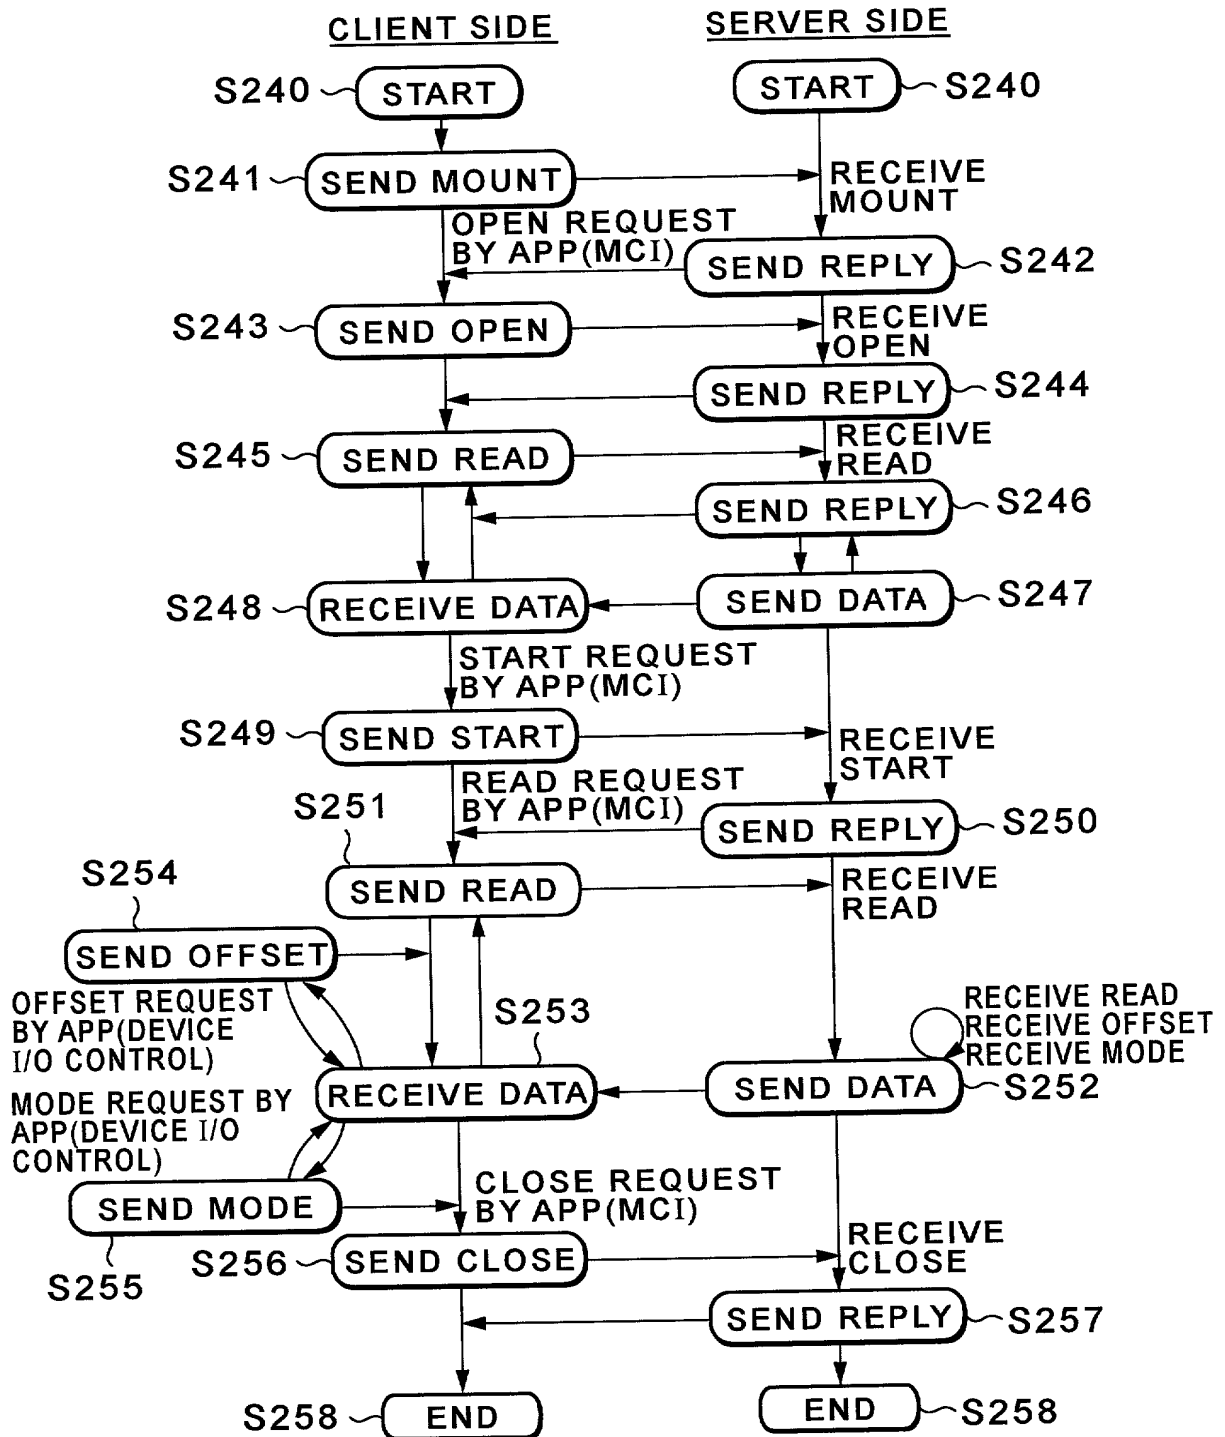 CLIENT SIDE
SERVER SIDE
S240
START
START
S240
S241
SEND MOUNT
RECEIVE
MOUNT
OPEN REQUEST
BY APP(MCI)
SEND REPLY
S242
S243
SEND OPEN
RECEIVE
OPEN
SEND REPLY
S244
S245
SEND READ
RECEIVE
READ
SEND REPLY
S246
S248
RECEIVE DATA
SEND DATA
S247
START REQUEST
BY APP(MCI)
S249
SEND START
RECEIVE
START
READ REQUEST
BY APP(MCI)
S251
SEND REPLY
S250
SEND READ
RECEIVE
READ
S254
SEND OFFSET
OFFSET REQUEST
BY APP(DEVICE
I/O CONTROL)
S253
RECEIVE READ
RECEIVE OFFSET
RECEIVE MODE
RECEIVE DATA
SEND DATA
S252
MODE REQUEST BY
APP(DEVICE I/O
CONTROL)
CLOSE REQUEST
BY APP(MCI)
SEND MODE
S255
S256
SEND CLOSE
RECEIVE
CLOSE
SEND REPLY
S257
S258
END
END
S258